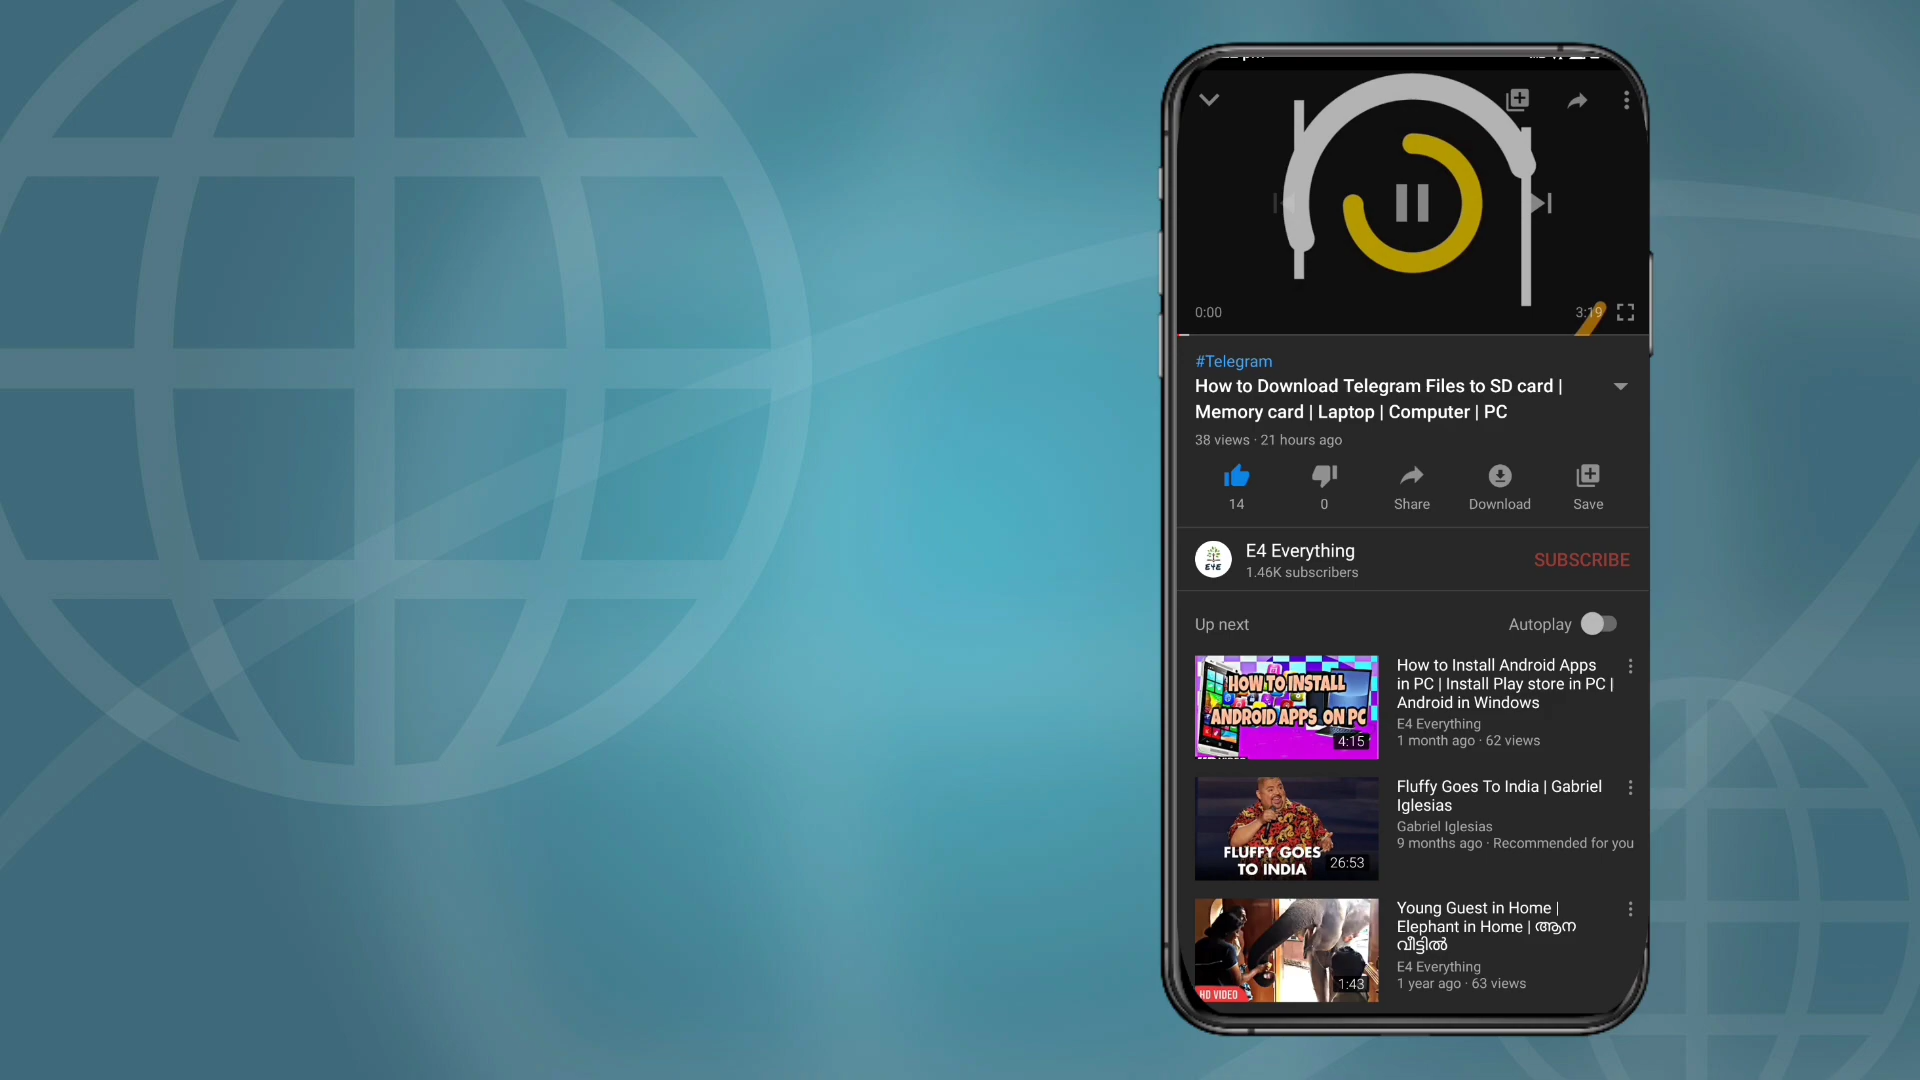 0:00
3:19
#Telegram
How to Download Telegram Files to SD card |
Memory card | Laptop | Computer | PC
38 views · 21 hours ago
14
0
Share
Download
Save
E4E
E4 Everything
1.46K subscribers
SUBSCRIBE
Up next
Autoplay
HOW TO INSTALL
ANDROID APPS ON PC
4:15
How to Install Android Apps
in PC | Install Play store in PC |
Android in Windows
E4 Everything
1 month ago · 62 views
FLUFFY GOES
TO INDIA
26:53
Fluffy Goes To India | Gabriel
Iglesias
Gabriel Iglesias
9 months ago · Recommended for you
HD VIDEO
1:43
Young Guest in Home |
Elephant in Home | ആന
വീട്ടിൽ
E4 Everything
1 year ago · 63 views